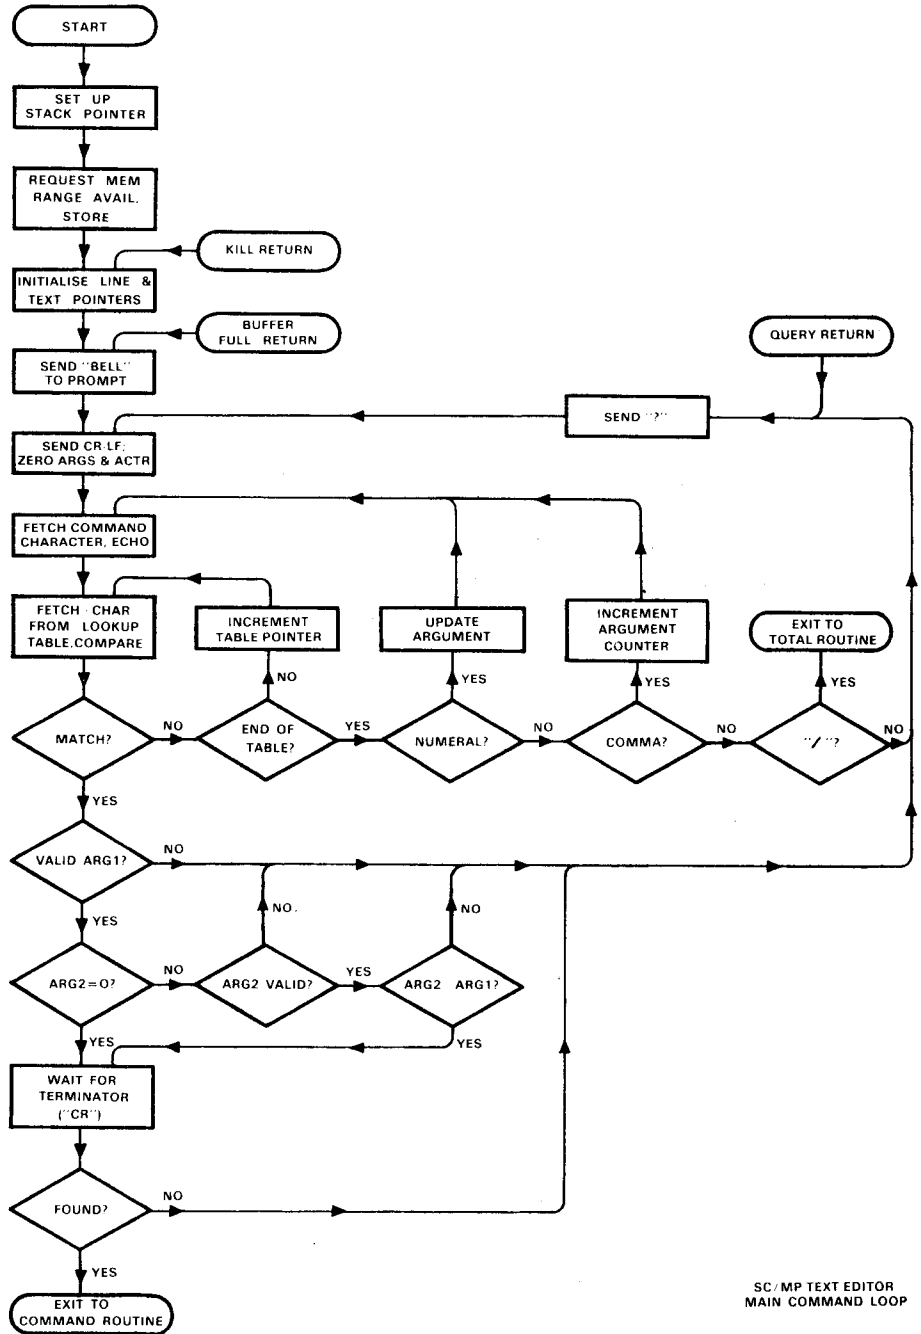 START
SET UP
STACK POINTER
REQUEST MEM
RANGE AVAIL.
STORE
KILL RETURN
INITIALISE LINE &
TEXT POINTERS
BUFFER
FULL RETURN
QUERY RETURN
SEND "BELL"
TO PROMPT
SEND "?"
SEND CR-LF;
ZERO ARGS & ACTR
FETCH COMMAND
CHARACTER, ECHO
FETCH CHAR
FROM LOOKUP
TABLE, COMPARE
INCREMENT
TABLE POINTER
UPDATE
ARGUMENT
INCREMENT
ARGUMENT
COUNTER
EXIT TO
TOTAL ROUTINE
NO
YES
YES
YES
MATCH?
NO
END OF
TABLE?
YES
NUMERAL?
NO
COMMA?
NO
"/"?
NO
YES
VALID ARG1?
NO
YES
NO.
NO
ARG2=0?
NO
ARG2 VALID?
YES
ARG2 ARG1?
YES
YES
WAIT FOR
TERMINATOR
("CR")
FOUND?
NO
YES
EXIT TO
COMMAND ROUTINE
SC/MP TEXT EDITOR
MAIN COMMAND LOOP